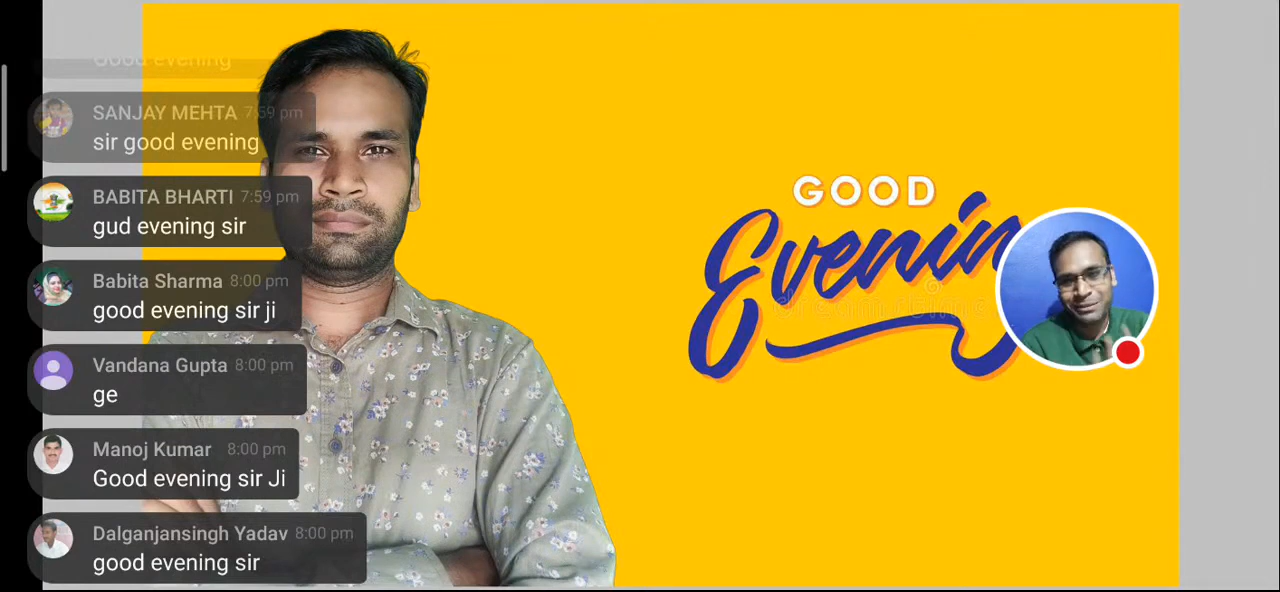 Good evening
SANJAY MEHTA 7:59 pm
sir good evening
BABITA BHARTI 7:59 pm
gud evening sir
Babita Sharma 8:00 pm
good evening sir ji
Vandana Gupta 8:00 pm
ge
Manoj Kumar 8:00 pm
Good evening sir Ji
Dalganjansingh Yadav 8:00 pm
good evening sir
GOOD
Evenin